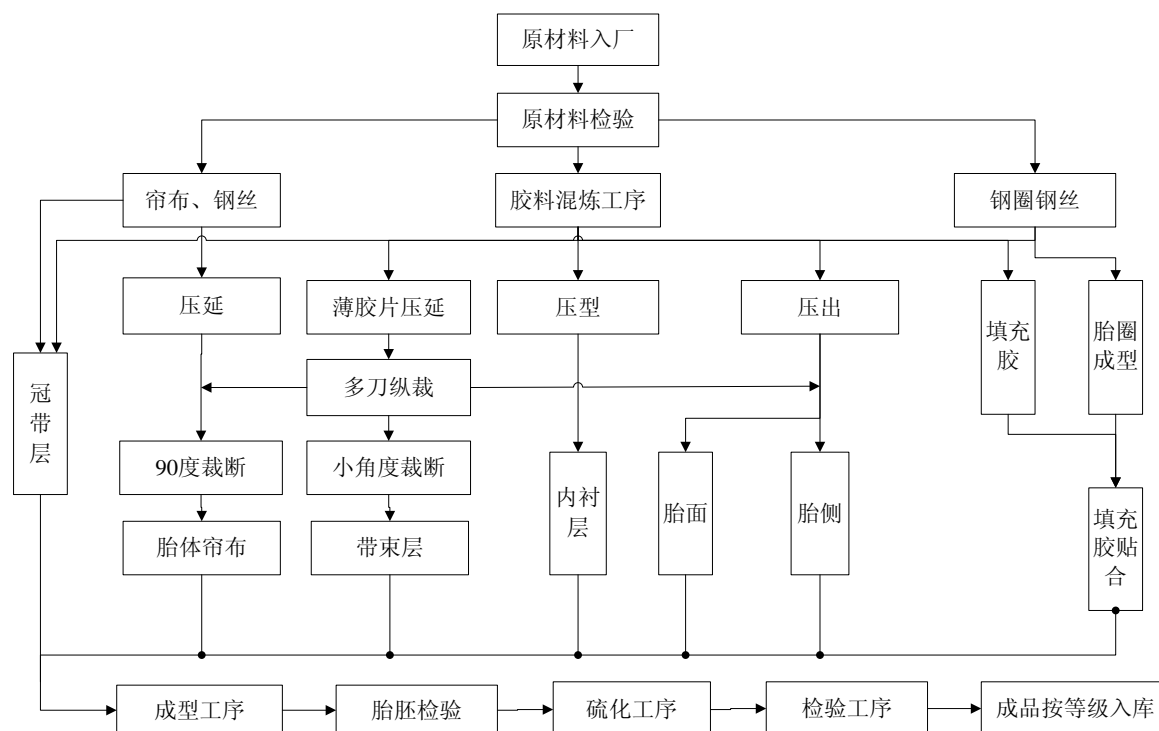 原材料入厂
原材料检验
帘布、钢丝
胶料混炼工序
钢圈钢丝
压延
薄胶片压延
压型
压出
填充
胶
胎圈
成型
冠
带
层
多刀纵裁
90度裁断
小角度裁断
内衬
层
胎面
胎侧
填充
胶贴
合
胎体帘布
带束层
成型工序
胎胚检验
硫化工序
检验工序
成品按等级入库